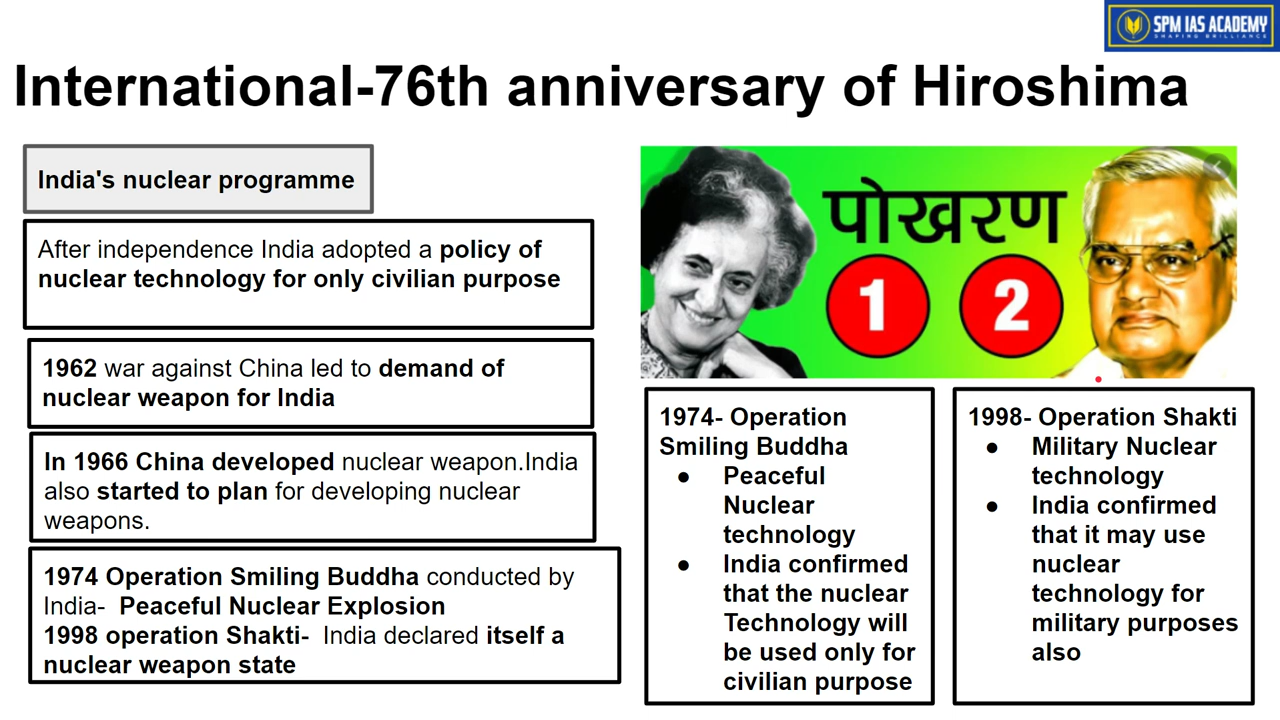 SPM IAS ACADEMY
SHAPING BRILLIANCE
International-76th anniversary of Hiroshima
India's nuclear programme
After independence India adopted a policy of
nuclear technology for only civilian purpose
1962 war against China led to demand of
nuclear weapon for India
In 1966 China developed nuclear weapon.India
also started to plan for developing nuclear
weapons.
1974 Operation Smiling Buddha conducted by
India- Peaceful Nuclear Explosion
1998 operation Shakti- India declared itself a
nuclear weapon state
पोखरण
1 2
1974- Operation
Smiling Buddha
● Peaceful
Nuclear
technology
● India confirmed
that the nuclear
Technology will
be used only for
civilian purpose
1998- Operation Shakti
● Military Nuclear
technology
● India confirmed
that it may use
nuclear
technology for
military purposes
also